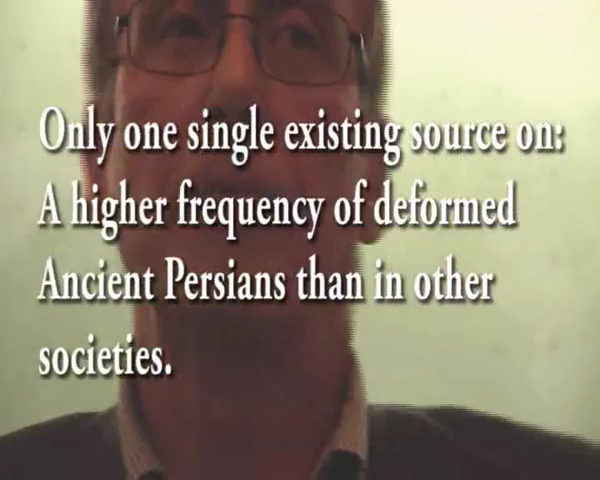 Only one single existing source on:
A higher frequency of deformed
Ancient Persians than in other
societies.